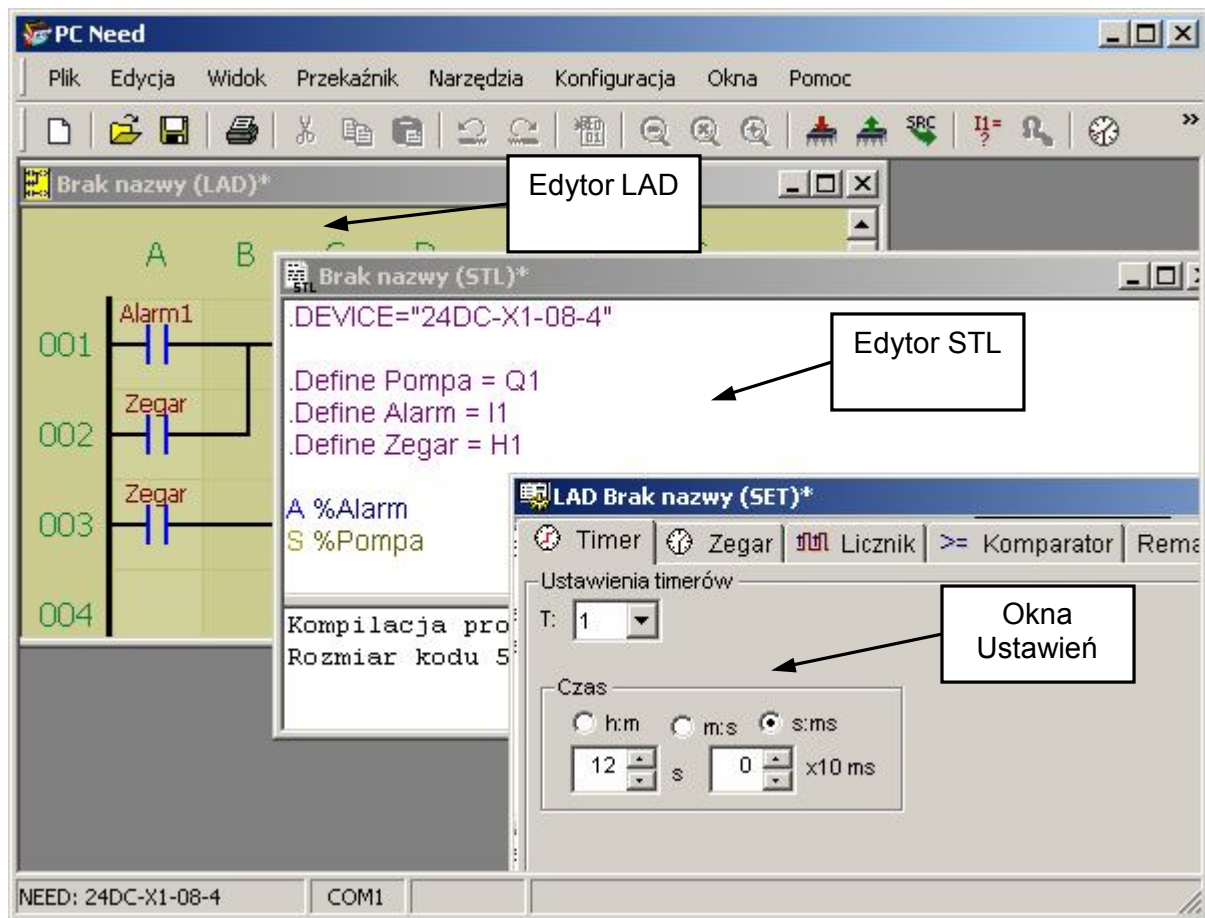 PC Need
Plik Edycja Widok Przekaźnik Narzędzia Konfiguracja Okna Pomoc
SRC I1= ?
Brak nazwy (LAD)*
Edytor LAD
A B C D
Alarm1
001
Zegar
002
Zegar
003
004
STL
Brak nazwy (STL)*
.DEVICE="24DC-X1-08-4"
.Define Pompa = Q1
.Define Alarm = I1
.Define Zegar = H1
A %Alarm
S %Pompa
Edytor STL
Kompilacja pro
Rozmiar kodu 5
LAD Brak nazwy (SET)*
Timer Zegar Licznik >= Komparator Rema
Ustawienia timerów
T: 1
Okna
Ustawień
Czas
h:m m:s s:ms
12 s 0 x10 ms
NEED: 24DC-X1-08-4 COM1